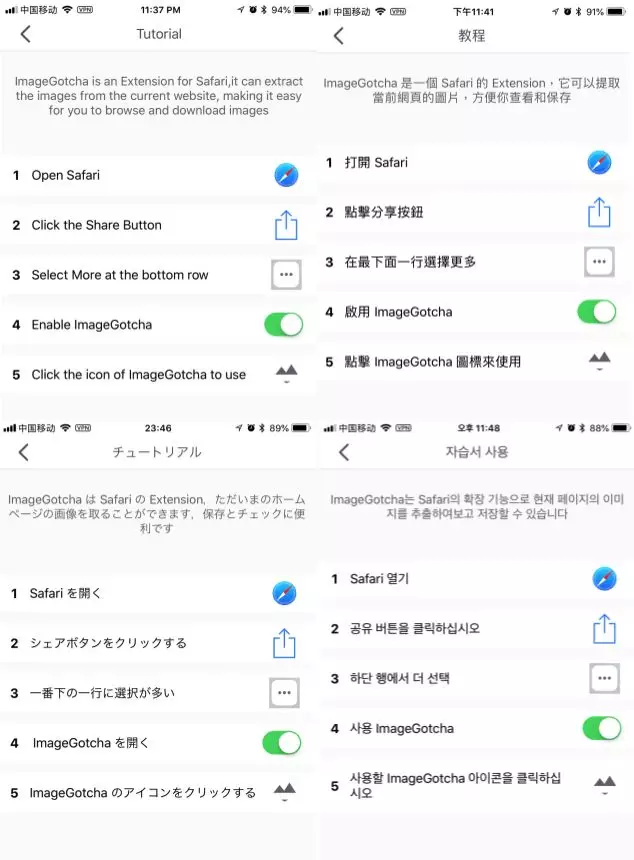 中国移动 VPN 11:37 PM 94%
Tutorial
ImageGotcha is an Extension for Safari,it can extract
the images from the current website, making it easy
for you to browse and download images
1 Open Safari
2 Click the Share Button
3 Select More at the bottom row
4 Enable ImageGotcha
5 Click the icon of ImageGotcha to use
中国移动 VPN 下午11:41 91%
教程
ImageGotcha 是一個 Safari 的 Extension，它可以提取
當前網頁的圖片，方便你查看和保存
1 打開 Safari
2 點擊分享按鈕
3 在最下面一行選擇更多
4 啟用 ImageGotcha
5 點擊 ImageGotcha 圖標來使用
中国移动 VPN 23:46 89%
チュートリアル
ImageGotcha は Safari の Extension，ただいまのホーム
ページの画像を取ることができます，保存とチェックに便
利です
1 Safari を開く
2 シェアボタンをクリックする
3 一番下の一行に選択が多い
4 ImageGotcha を開く
5 ImageGotcha のアイコンをクリックする
中国移动 VPN 오후 11:48 88%
자습서 사용
ImageGotcha는 Safari의 확장 기능으로 현재 페이지의 이미
지를 추출하여보고 저장할 수 있습니다
1 Safari 열기
2 공유 버튼을 클릭하십시오
3 하단 행에서 더 선택
4 사용 ImageGotcha
5 사용할 ImageGotcha 아이콘을 클릭하십
시오